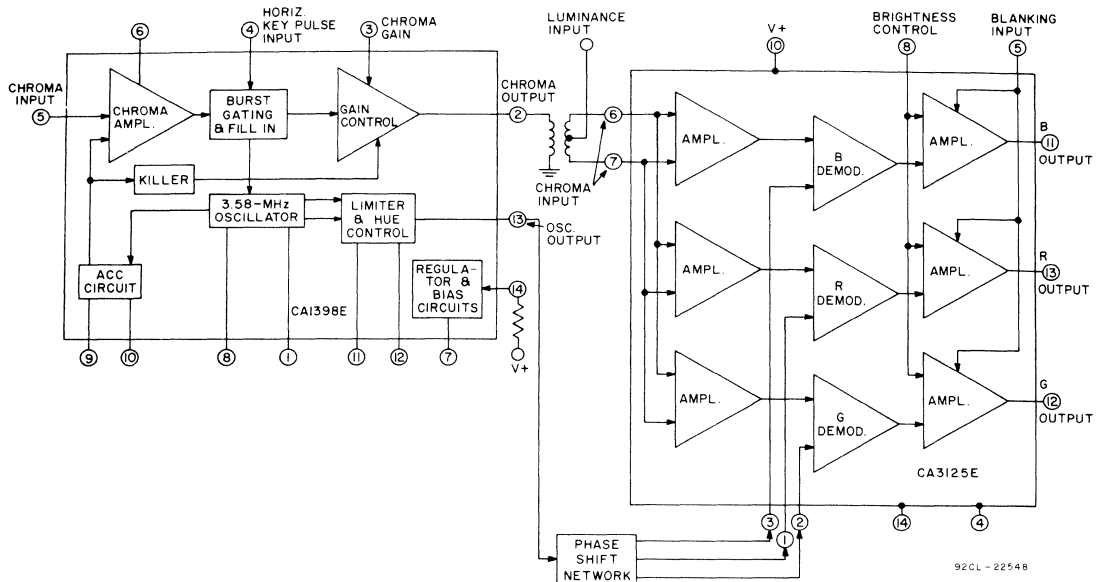 HORIZ.
KEY PULSE
INPUT
6
4
3
CHROMA
GAIN
CHROMA
INPUT
5
CHROMA
AMPL.
BURST
GATING
& FILL IN
GAIN
CONTROL
CHROMA
OUTPUT
2
KILLER
3.58-MHz
OSCILLATOR
LIMITER
& HUE
CONTROL
13
OSC.
OUTPUT
ACC
CIRCUIT
CA1398E
REGULA-
TOR &
BIAS
CIRCUITS
14
V+
9
10
8
1
11
12
7
LUMINANCE
INPUT
CHROMA
INPUT
6
7
V+
10
BRIGHTNESS
CONTROL
8
BLANKING
INPUT
5
AMPL.
B
DEMOD.
AMPL.
B
11
OUTPUT
AMPL.
R
DEMOD.
AMPL.
R
13
OUTPUT
AMPL.
G
DEMOD.
AMPL.
G
12
OUTPUT
CA3125E
3
1
2
14
4
PHASE
SHIFT
NETWORK
92CL-22548